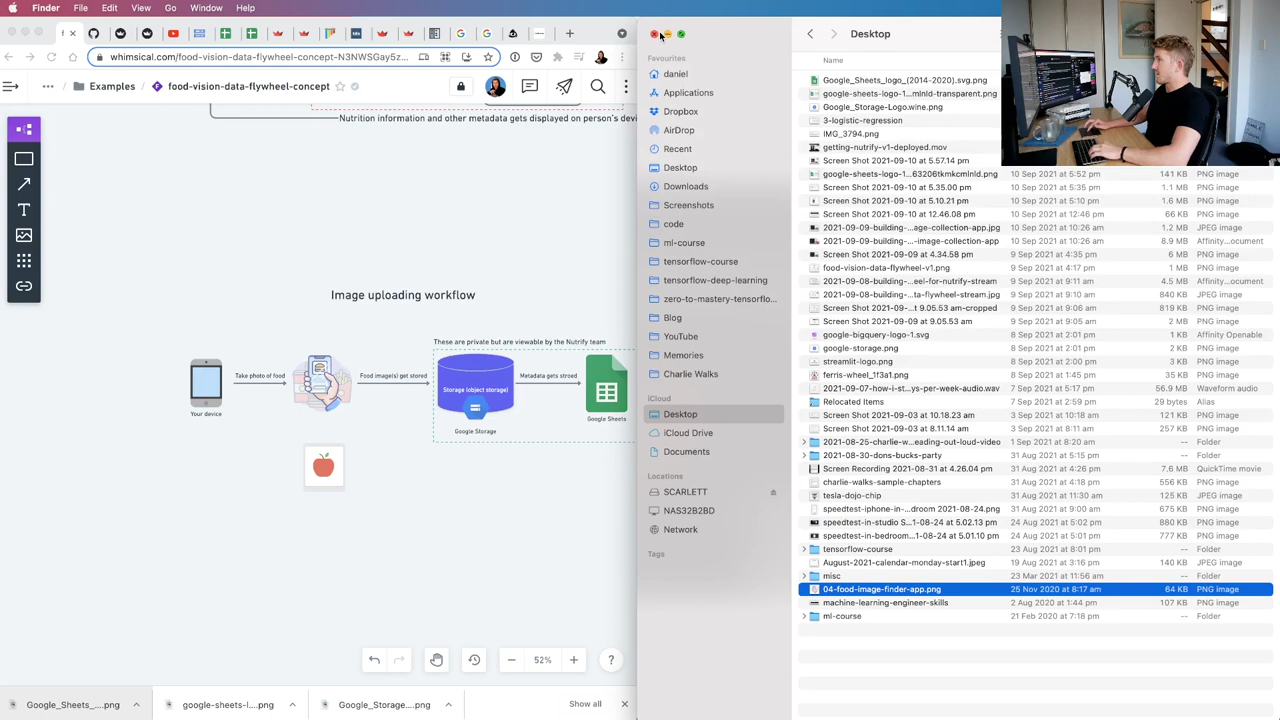 Finder File Edit View Go Window Help
whimsical.com/food-vision-data-flywheel-concept-N3NWSGay5z...
Examples food-vision-data-flywheel-concept
Nutrition information and other metadata gets displayed on person's devi
Image uploading workflow
These are private but are viewable by the Nutrify team
Take photo of food
Food image(s) get stored
Storage (object storage)
Metadata gets stroed
Your device
Google Storage
Google Sheets
52%
?
Google_Sheets_....png
google-sheets-l....png
Google_Storage....png
Show all
Favourites
daniel
Applications
Dropbox
AirDrop
Recent
Desktop
Downloads
Screenshots
code
ml-course
tensorflow-course
tensorflow-deep-learning
zero-to-mastery-tensorflo...
Blog
YouTube
Memories
Charlie Walks
iCloud
Desktop
iCloud Drive
Documents
Locations
SCARLETT
NAS32B2BD
Network
Tags
Desktop
Name
Google_Sheets_logo_(2014-2020).svg.png
google-sheets-logo-1...mlnld-transparent.png
Google_Storage-Logo.wine.png
3-logistic-regression
IMG_3794.png
getting-nutrify-v1-deployed.mov
Screen Shot 2021-09-10 at 5.57.14 pm
google-sheets-logo-1...63206tkmkcmlnld.png 10 Sep 2021 at 5:52 pm 141 KB PNG image
Screen Shot 2021-09-10 at 5.35.00 pm 10 Sep 2021 at 5:35 pm 1.1 MB PNG image
Screen Shot 2021-09-10 at 5.10.21 pm 10 Sep 2021 at 5:10 pm 1.6 MB PNG image
Screen Shot 2021-09-10 at 12.46.08 pm 10 Sep 2021 at 12:46 pm 66 KB PNG image
2021-09-09-building-...age-collection-app.jpg 10 Sep 2021 at 10:26 am 1.2 MB JPEG image
2021-09-09-building-...-image-collection-app 10 Sep 2021 at 10:26 am 8.9 MB Affinity...ocument
Screen Shot 2021-09-09 at 4.34.58 pm 9 Sep 2021 at 4:35 pm 6 MB PNG image
food-vision-data-flywheel-v1.png 9 Sep 2021 at 4:17 pm 1 MB PNG image
2021-09-08-building-...eel-for-nutrify-stream 9 Sep 2021 at 9:11 am 4.5 MB Affinity...ocument
2021-09-08-building-...ta-flywheel-stream.jpg 9 Sep 2021 at 9:10 am 840 KB JPEG image
Screen Shot 2021-09-...t 9.05.53 am-cropped 9 Sep 2021 at 9:06 am 819 KB PNG image
Screen Shot 2021-09-09 at 9.05.53 am 9 Sep 2021 at 9:05 am 2 MB PNG image
google-bigquery-logo-1.svg 8 Sep 2021 at 2:01 pm 1 KB Affinity Openable
google-storage.png 8 Sep 2021 at 2:01 pm 2 KB PNG image
streamlit-logo.png 8 Sep 2021 at 2:01 pm 3 KB PNG image
ferris-wheel_1f3a1.png 8 Sep 2021 at 1:45 pm 35 KB PNG image
2021-09-07-how-i-st...ys-per-week-audio.wav 7 Sep 2021 at 5:17 pm 56.9 MB Waveform audio
Relocated Items 7 Sep 2021 at 2:59 pm 29 bytes Alias
Screen Shot 2021-09-03 at 10.18.23 am 3 Sep 2021 at 10:18 am 121 KB PNG image
Screen Shot 2021-09-03 at 8.11.14 am 3 Sep 2021 at 8:11 am 257 KB PNG image
2021-08-25-charlie-w...eading-out-loud-video 1 Sep 2021 at 8:20 am -- Folder
2021-08-30-dons-bucks-party 31 Aug 2021 at 5:15 pm -- Folder
Screen Recording 2021-08-31 at 4.26.04 pm 31 Aug 2021 at 4:26 pm 7.6 MB QuickTime movie
charlie-walks-sample-chapters 31 Aug 2021 at 2:25 pm 556 KB PNG image
tesla-dojo-chip 31 Aug 2021 at 11:30 am 125 KB JPEG image
speedtest-iphone-in-...droom 2021-08-24.png 31 Aug 2021 at 9:00 am 675 KB PNG image
speedtest-in-studio S...1-08-24 at 5.02.13 pm 24 Aug 2021 at 5:02 pm 880 KB PNG image
speedtest-in-bedroom...1-08-24 at 5.01.10 pm 24 Aug 2021 at 5:01 pm 777 KB PNG image
tensorflow-course 23 Aug 2021 at 8:01 pm -- Folder
August-2021-calendar-monday-start1.jpeg 19 Aug 2021 at 3:16 pm 140 KB JPEG image
misc 23 Mar 2021 at 11:56 am -- Folder
04-food-image-finder-app.png 25 Nov 2020 at 8:17 am 64 KB PNG image
machine-learning-engineer-skills 2 Aug 2020 at 1:44 pm 107 KB PNG image
ml-course 21 Feb 2020 at 7:18 pm -- Folder